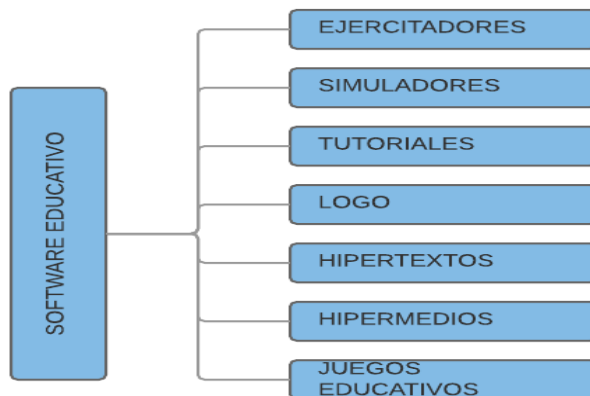 SOFTWARE EDUCATIVO
EJERCITADORES
SIMULADORES
TUTORIALES
LOGO
HIPERTEXTOS
HIPERMEDIOS
JUEGOS
EDUCATIVOS